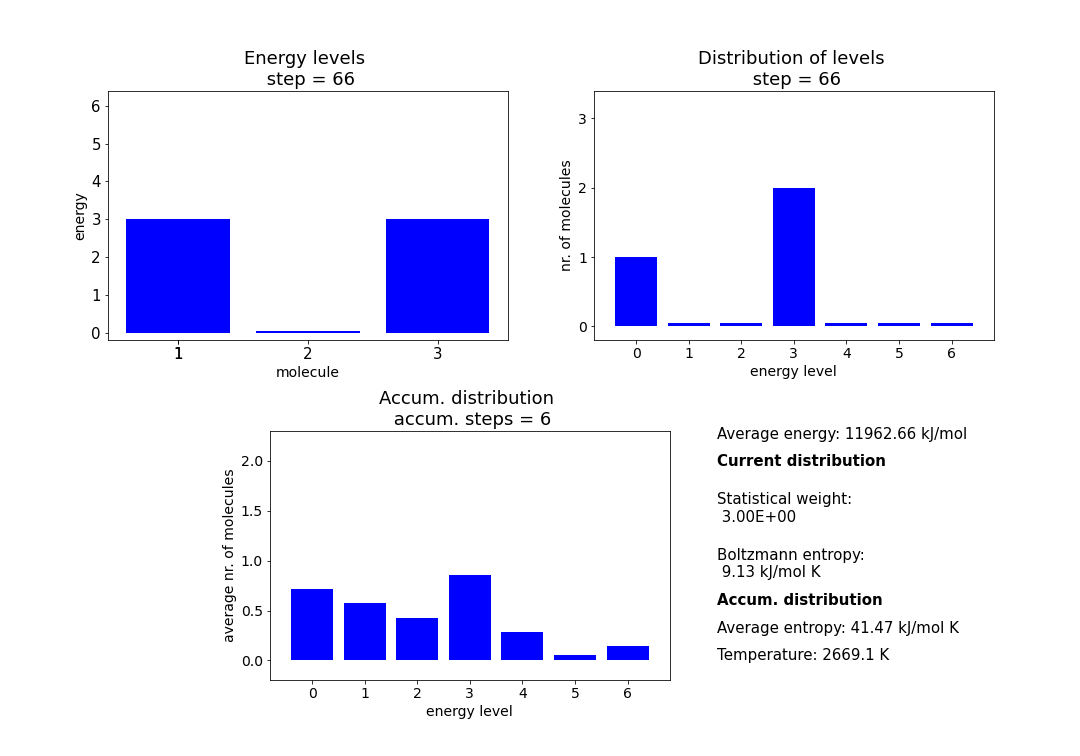 Energy levels
step = 66
6
5
4
3
2
1
0
energy
1 2 3
molecule
Distribution of levels
step = 66
3
2
1
0
nr. of molecules
0 1 2 3 4 5 6
energy level
Accum. distribution
accum. steps = 6
2.0
1.5
1.0
0.5
0.0
average nr. of molecules
0 1 2 3 4 5 6
energy level
Average energy: 11962.66 kJ/mol
Current distribution
Statistical weight:
3.00E+00
Boltzmann entropy:
9.13 kJ/mol K
Accum. distribution
Average entropy: 41.47 kJ/mol K
Temperature: 2669.1 K